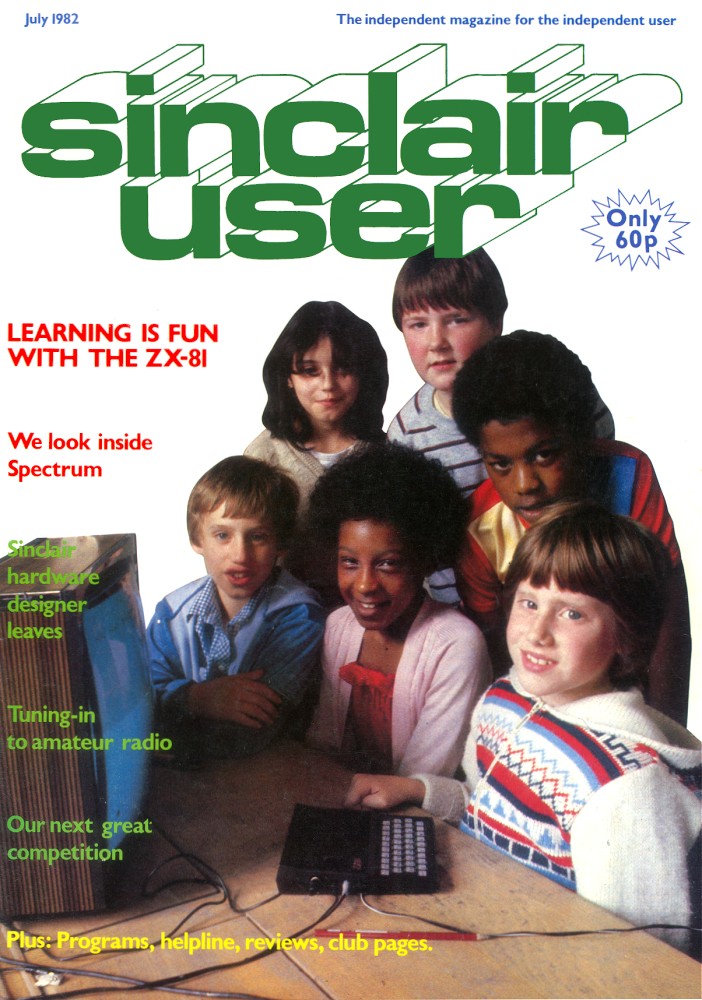 July 1982
The independent magazine for the independent user
sinclair
user
Only
60p
LEARNING IS FUN
WITH THE ZX-81
We look inside
Spectrum
Sinclair
hardware
designer
leaves
Tuning-in
to amateur radio
Our next great
competition
Plus: Programs, helpline, reviews, club pages.